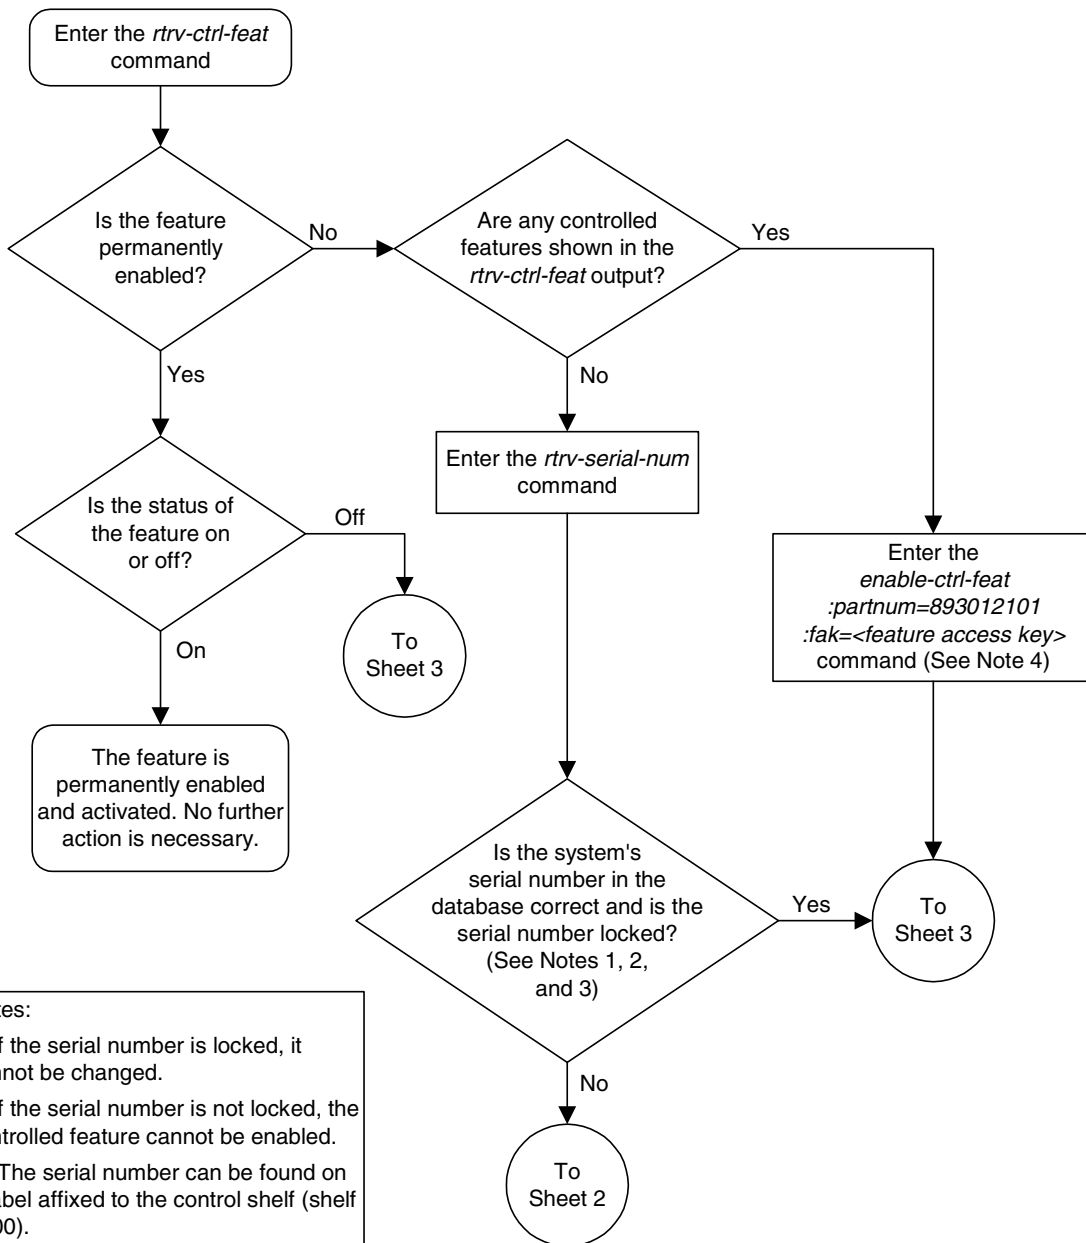 Enter the rtrv-ctrl-feat
command
Is the feature
permanently
enabled?
No
Yes
Are any controlled
features shown in the
rtrv-ctrl-feat output?
Yes
No
Enter the rtrv-serial-num
command
Is the status of
the feature on
or off?
Off
On
To
Sheet 3
Enter the
enable-ctrl-feat
:partnum=893012101
:fak=<feature access key>
command (See Note 4)
The feature is
permanently enabled
and activated. No further
action is necessary.
Is the system's
serial number in the
database correct and is the
serial number locked?
(See Notes 1, 2,
and 3)
Yes
No
To
Sheet 3
To
Sheet 2
tes:
f the serial number is locked, it
nnot be changed.
f the serial number is not locked, the
ntrolled feature cannot be enabled.
The serial number can be found on
abel affixed to the control shelf (shelf
00).